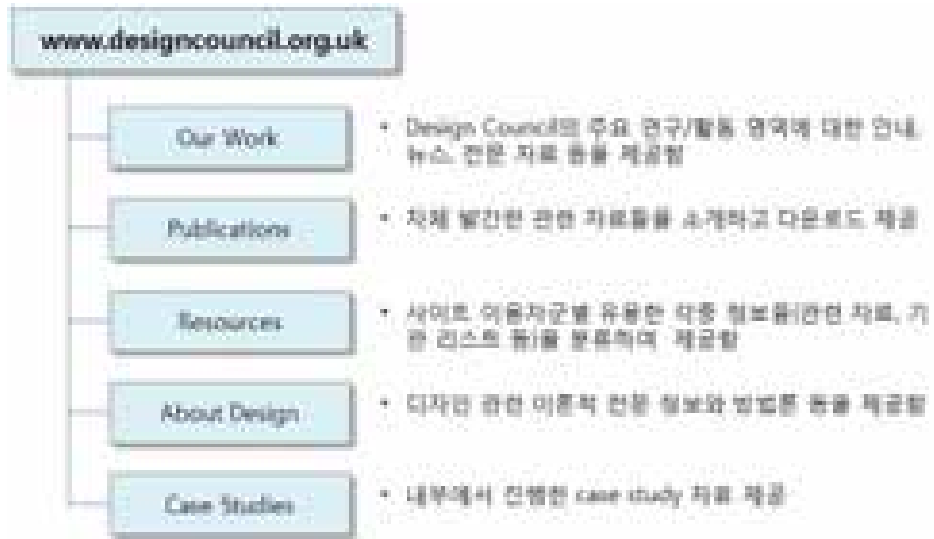 www.designcouncil.org.uk
Our Work
• Design Council의 주요 연구/활동 영역에 대한 안내,
뉴스, 전문 자료 등을 제공함
Publications
• 자체 발간한 관련 자료들을 소개하고 다운로드 제공
Resources
• 사이트 이용자군별 유용한 각종 정보들(관련 자료, 기
관 리스트 등)을 분류하여 제공함
About Design
• 디자인 관련 이론적 전문 정보와 방법론 등을 제공함
Case Studies
• 내부에서 진행한 case study 자료 제공